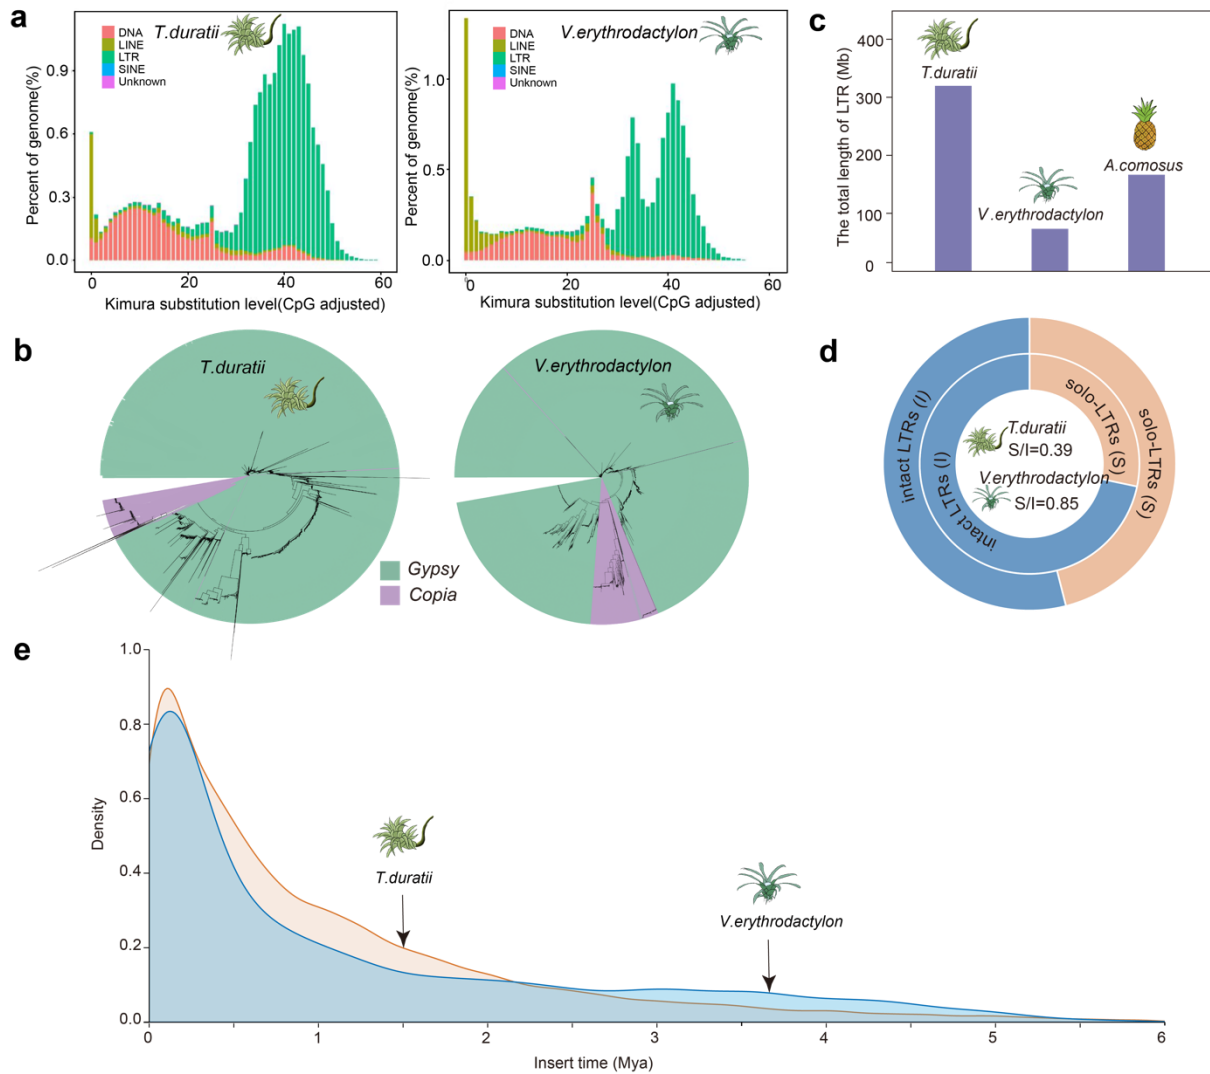 a
DNA
LINE
LTR
SINE
Unknown
T.duratii
Percent of genome(%)
0.9
0.6
0.3
0.0
0
20
40
60
Kimura substitution level(CpG adjusted)
DNA
LINE
LTR
SINE
Unknown
V.erythrodactylon
Percent of genome(%)
1.0
0.5
0.0
0
20
40
60
Kimura substitution level(CpG adjusted)
c
The total length of LTR (Mb)
400
300
200
100
0
T.duratii
V.erythrodactylon
A.comosus
b
T.duratii
V.erythrodactylon
Gypsy
Copia
d
intact LTRs (I)
intact LTRs (I)
solo-LTRs (S)
solo-LTRs (S)
T.duratii
S/I=0.39
V.erythrodactylon
S/I=0.85
e
Density
1.0
0.8
0.6
0.4
0.2
0.0
T.duratii
V.erythrodactylon
0
1
2
3
4
5
6
Insert time (Mya)